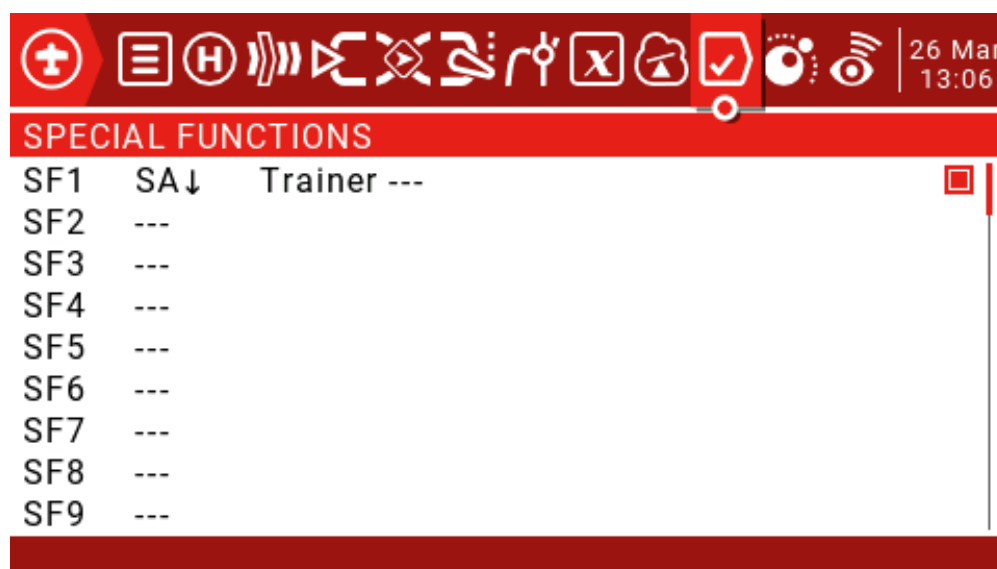 26 Mar
13:06
SPECIAL FUNCTIONS
SF1 SA↓ Trainer ---
SF2 ---
SF3 ---
SF4 ---
SF5 ---
SF6 ---
SF7 ---
SF8 ---
SF9 ---